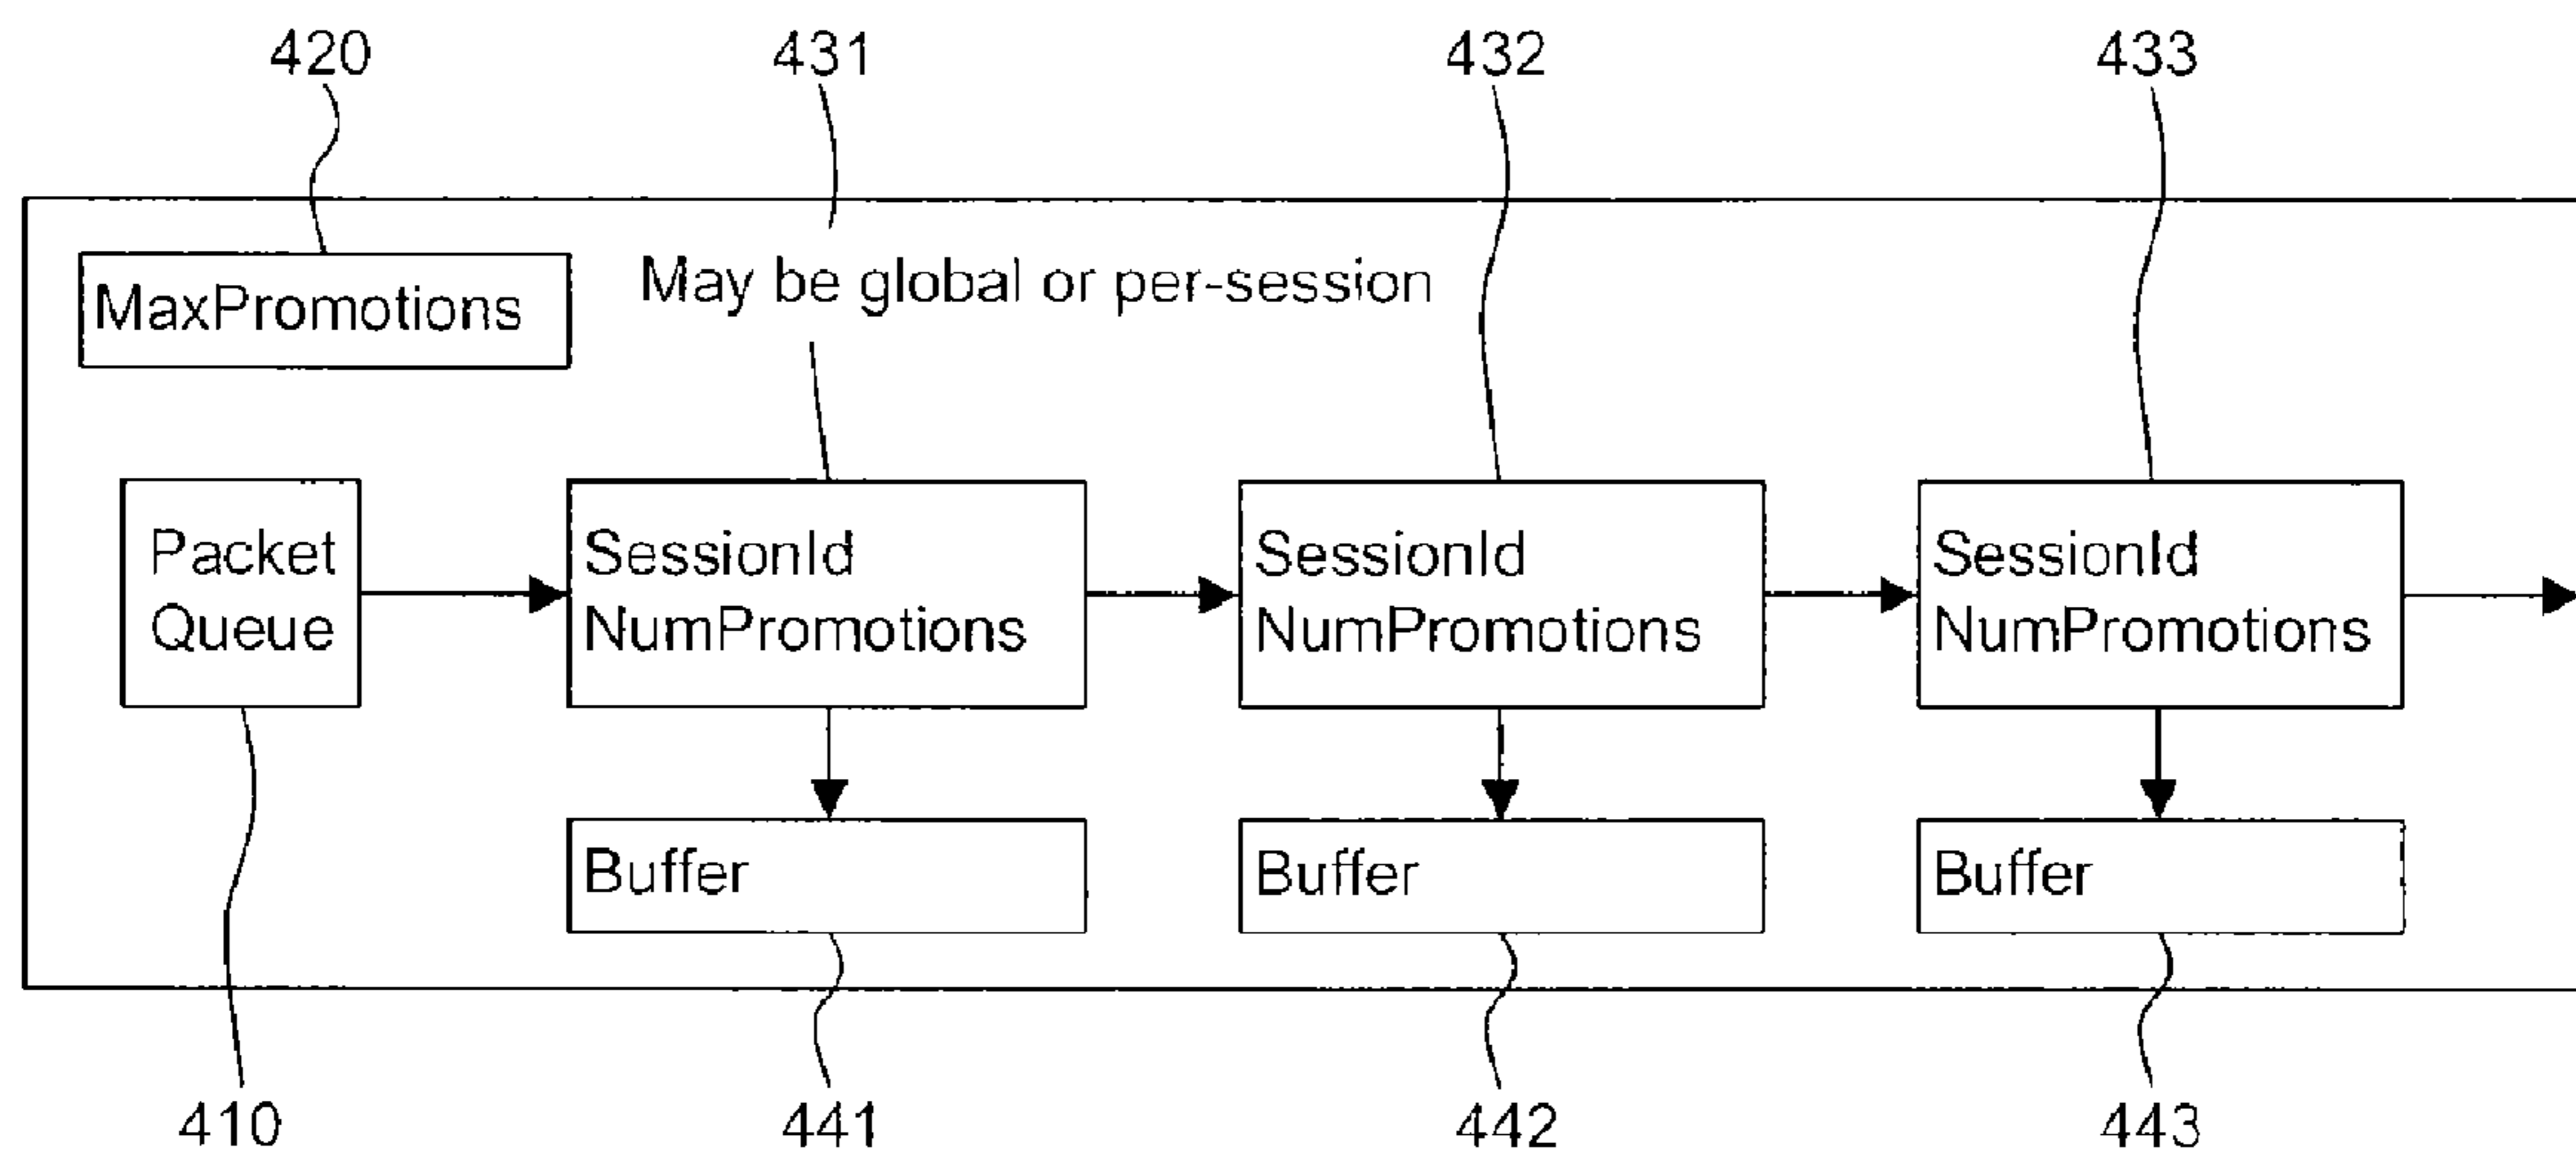 420 431 432 433
May be global or per-session
MaxPromotions
Packet
Queue
SessionId
NumPromotions
SessionId
NumPromotions
SessionId
NumPromotions
Buffer Buffer Buffer
410 441 442 443